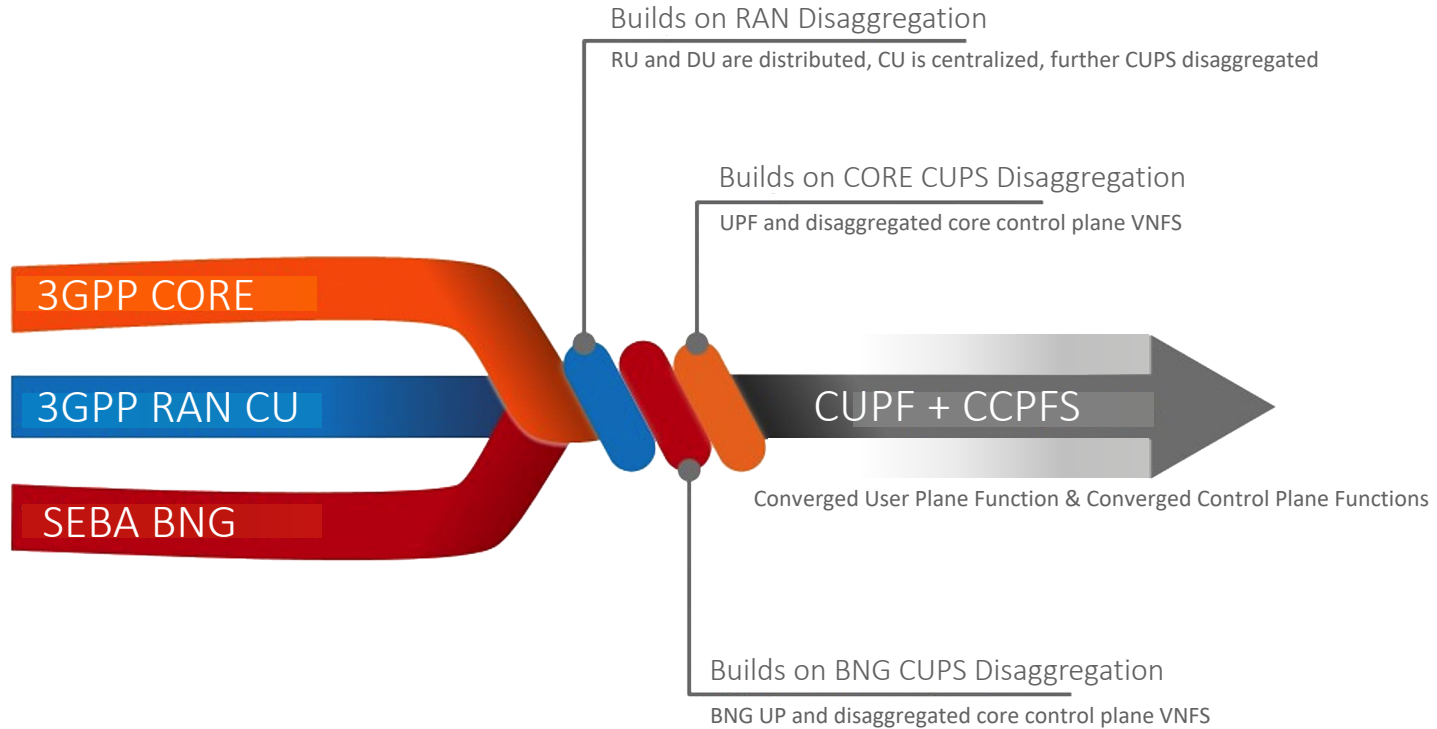 Builds on RAN Disaggregation
RU and DU are distributed, CU is centralized, further CUPS disaggregated
Builds on CORE CUPS Disaggregation
UPF and disaggregated core control plane VNFS
3GPP CORE
3GPP RAN CU
CUPF + CCPFS
SEBA BNG
Converged User Plane Function & Converged Control Plane Functions
Builds on BNG CUPS Disaggregation
BNG UP and disaggregated core control plane VNFS